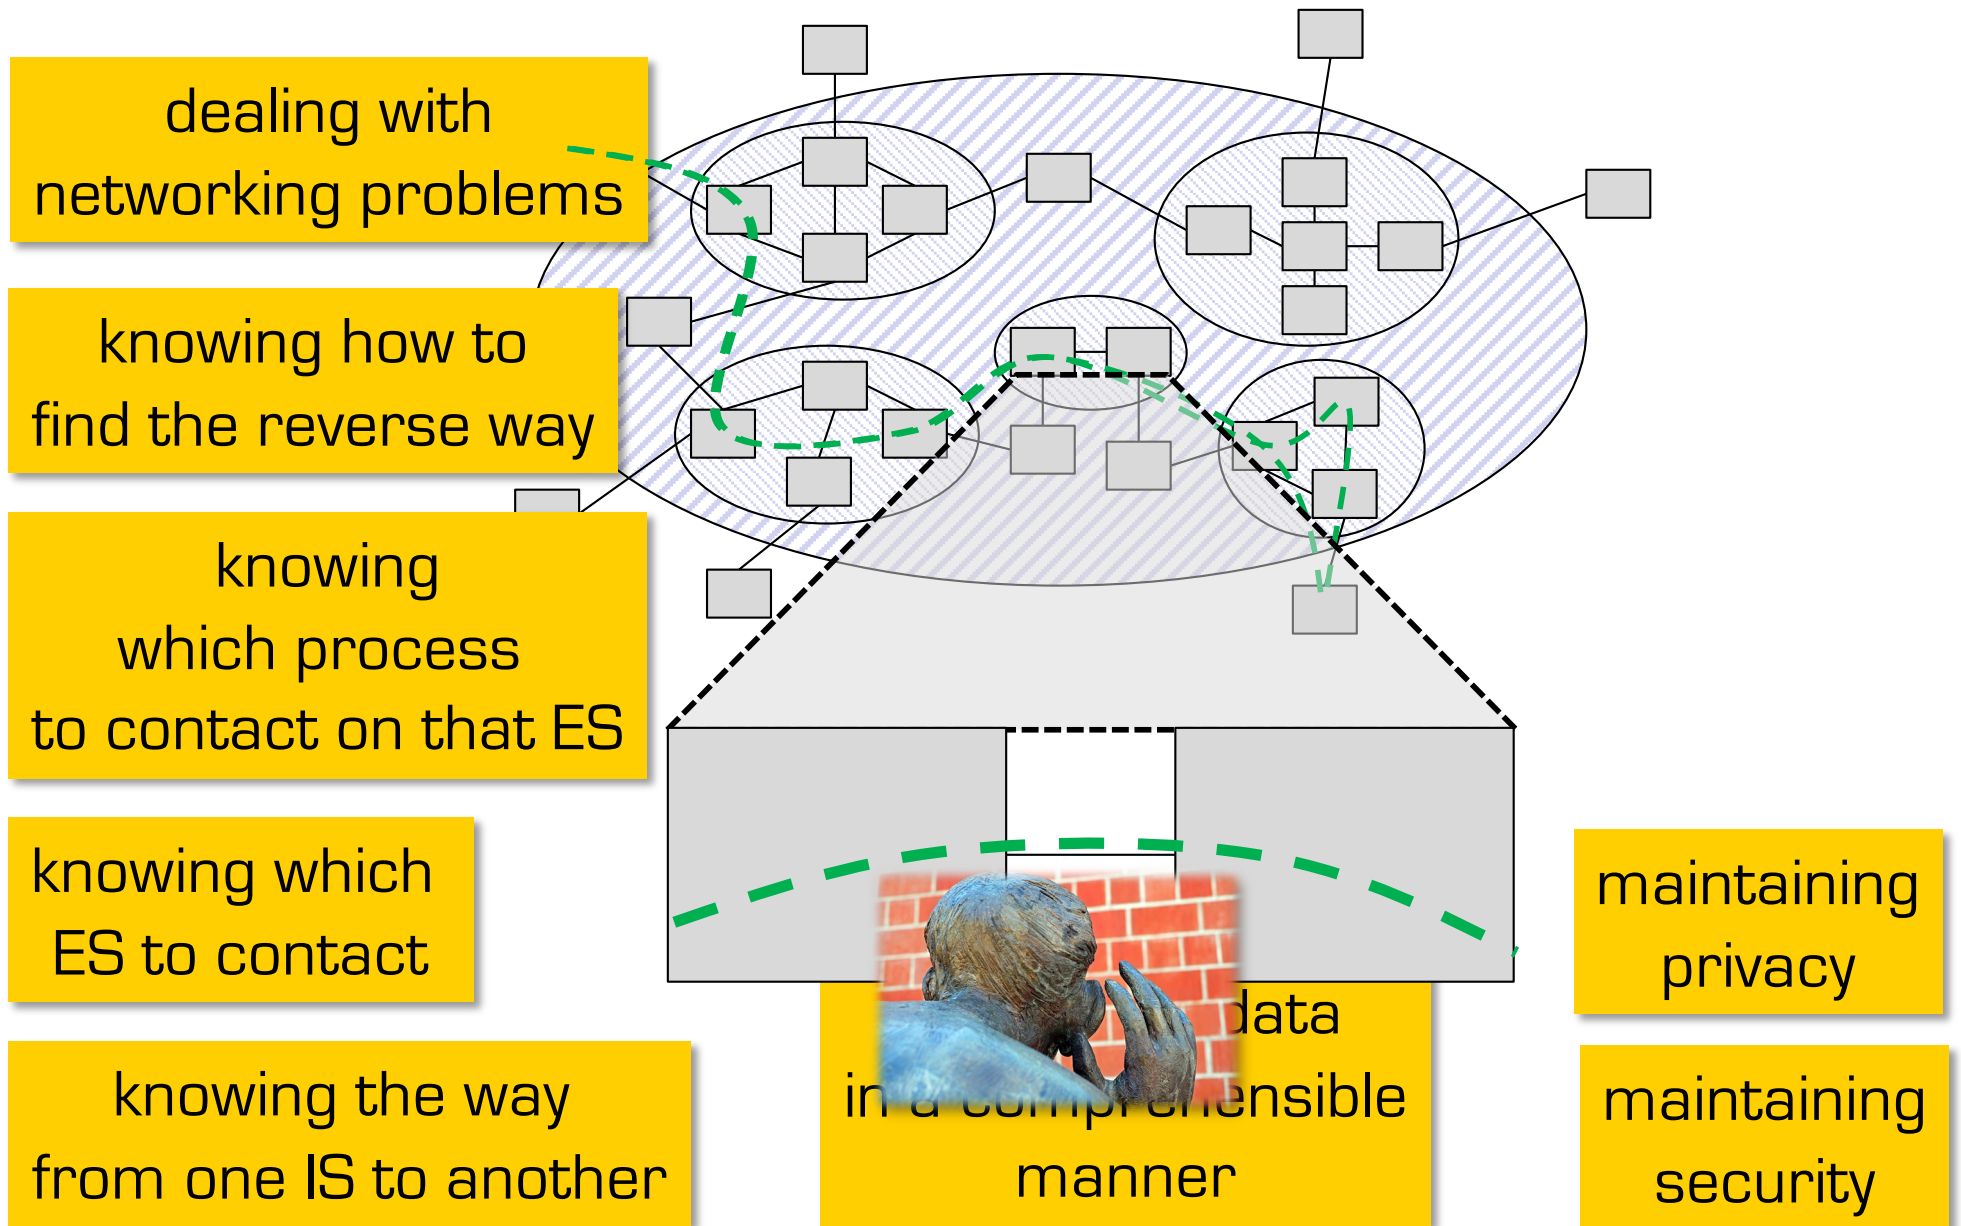 dealing with
networking problems
knowing how to
find the reverse way
knowing
which process
to contact on that ES
knowing which
ES to contact
knowing the way
from one IS to another
data
in a comprehensible
manner
maintaining
privacy
maintaining
security